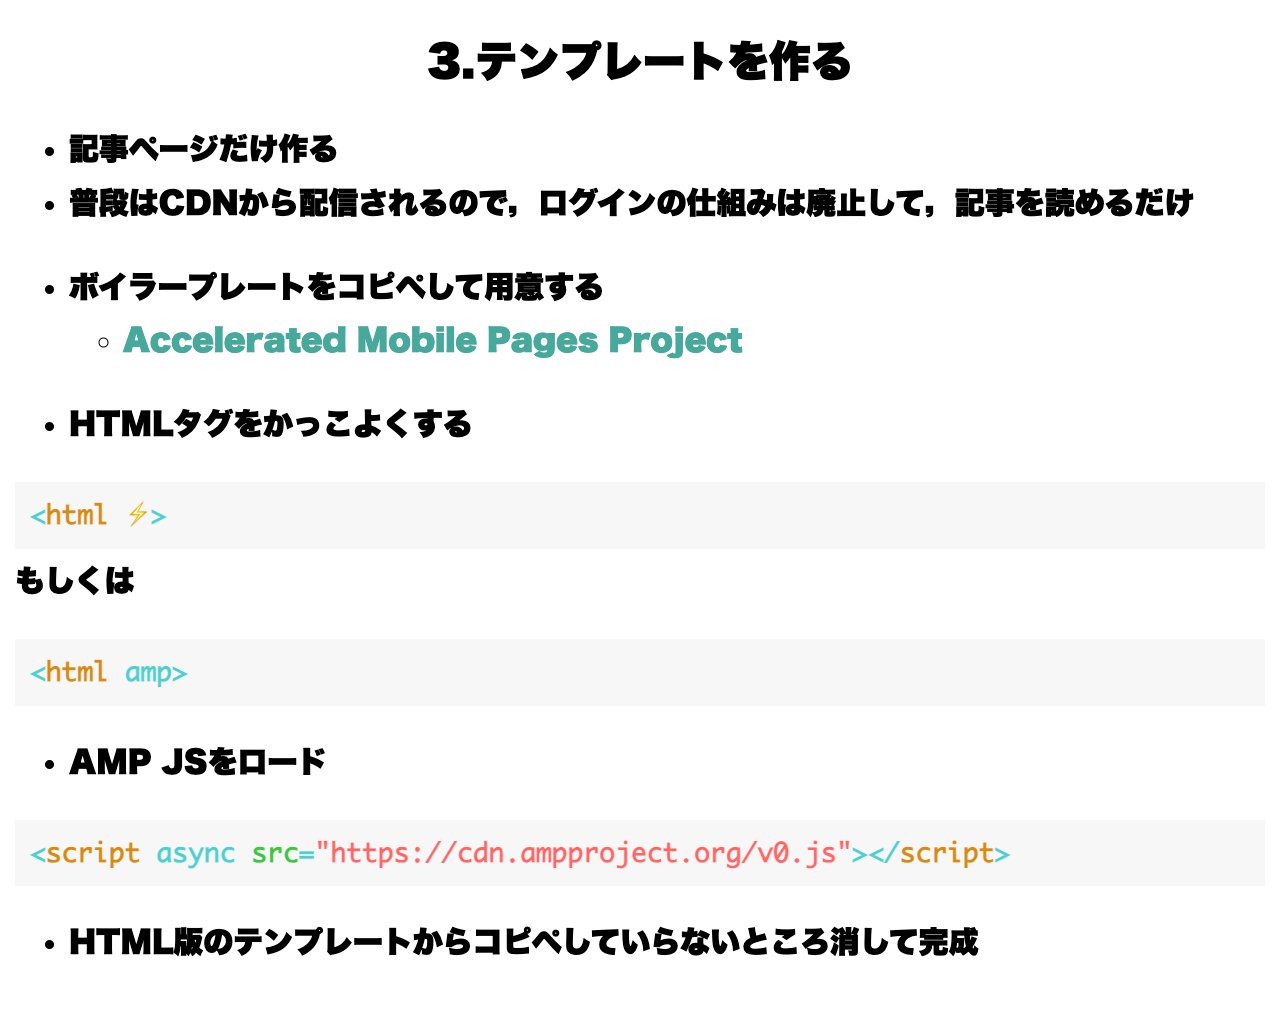 3.テンプレートを作る
記事ページだけ作る
普段はCDNから配信されるので，ログインの仕組みは廃止して，記事を読めるだけ
ボイラープレートをコピペして用意する
Accelerated Mobile Pages Project
HTMLタグをかっこよくする
<html ⚡>
もしくは
<html amp>
AMP JSをロード
<script async src="https://cdn.ampproject.org/v0.js"></script>
HTML版のテンプレートからコピペしていらないところ消して完成